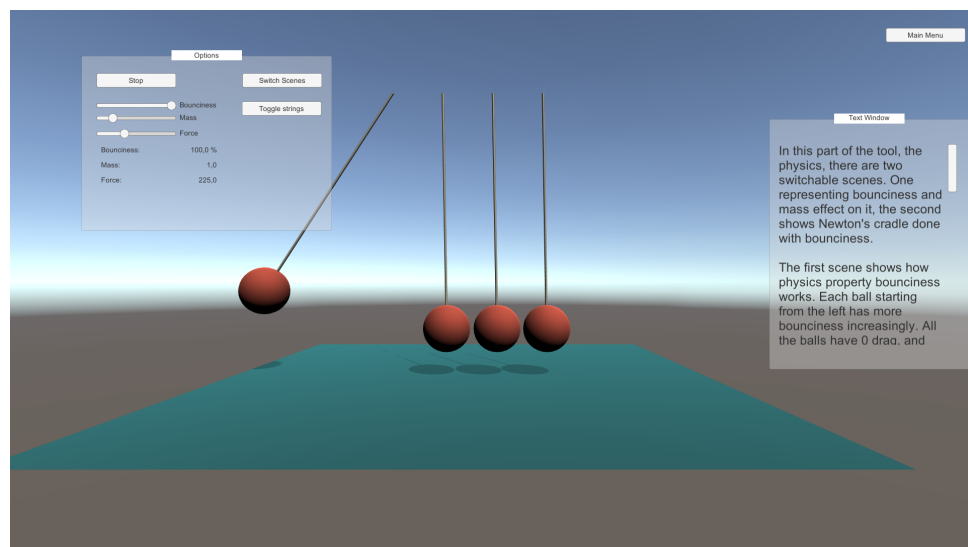 Main Menu
Options
Stop
Switch Scenes
Bounciness
Toggle strings
Mass
Force
Bounciness: 100,0 %
Mass: 1,0
Force: 225,0
Text Window
In this part of the tool, the
physics, there are two
switchable scenes. One
representing bounciness and
mass effect on it, the second
shows Newton's cradle done
with bounciness.
The first scene shows how
physics property bounciness
works. Each ball starting
from the left has more
bounciness increasingly. All
the balls have 0 drag, and